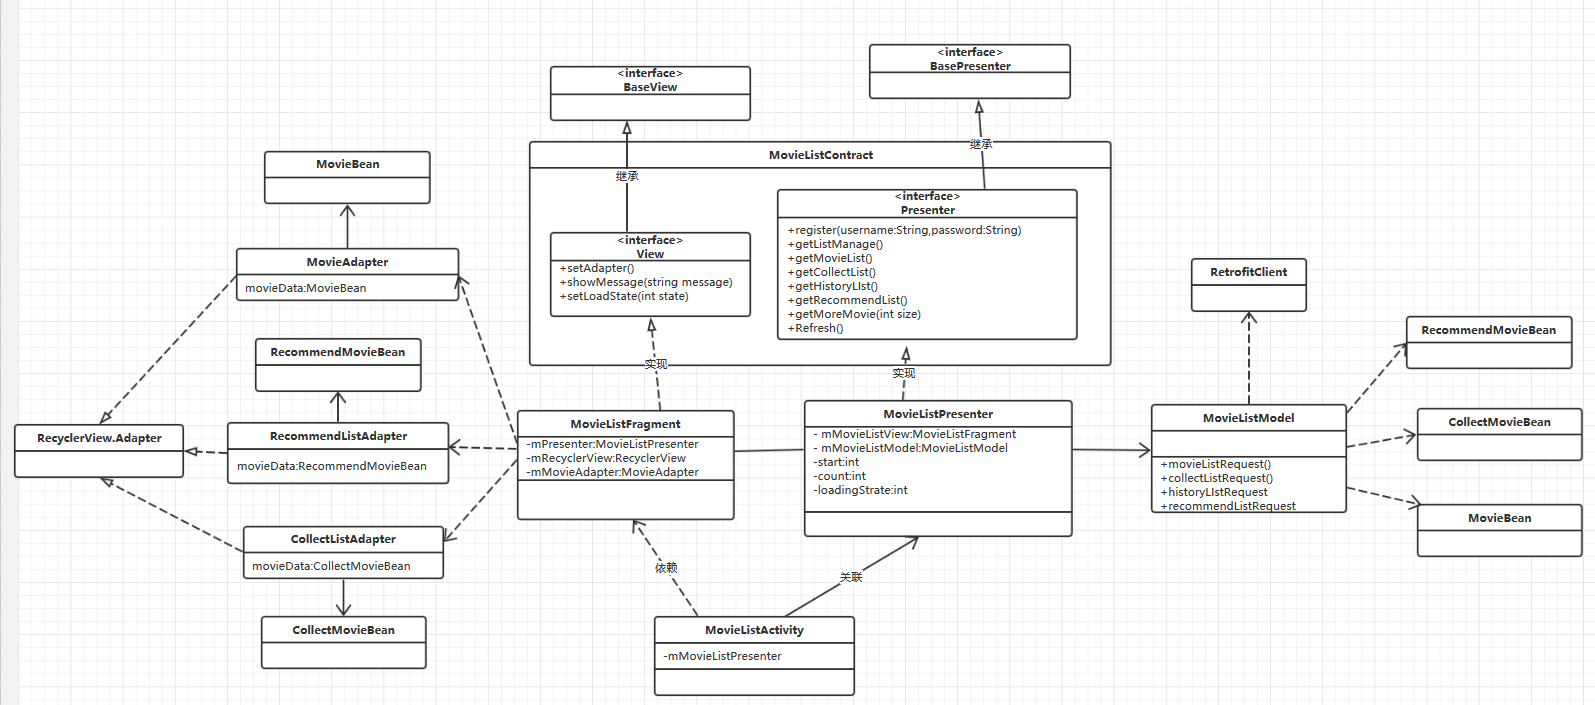 <interface>
BasePresenter
<interface>
BaseView
继承
MovieListContract
继承
<interface>
Presenter
+register(username:String,password:String)
+getListManage()
+getMovieList()
+getCollectList()
+getHistoryLIst()
+getRecommendList()
+getMoreMovie(int size)
+Refresh()
<interface>
View
+setAdapter()
+showMessage(string message)
+setLoadState(int state)
MovieBean
MovieAdapter
movieData:MovieBean
RecommendMovieBean
RecyclerView.Adapter
RecommendListAdapter
movieData:RecommendMovieBean
CollectListAdapter
movieData:CollectMovieBean
CollectMovieBean
实现
实现
MovieListFragment
-mPresenter:MovieListPresenter
-mRecyclerView:RecyclerView
-mMovieAdapter:MovieAdapter
MovieListPresenter
- mMovieListView:MovieListFragment
- mMovieListModel:MovieListModel
-start:int
-count:int
-loadingStrate:int
RetrofitClient
MovieListModel
+movieListRequest()
+collectListRequest()
+historyLIstRequest
+recommendListRequest
RecommendMovieBean
CollectMovieBean
MovieBean
依赖
关联
MovieListActivity
-mMovieListPresenter